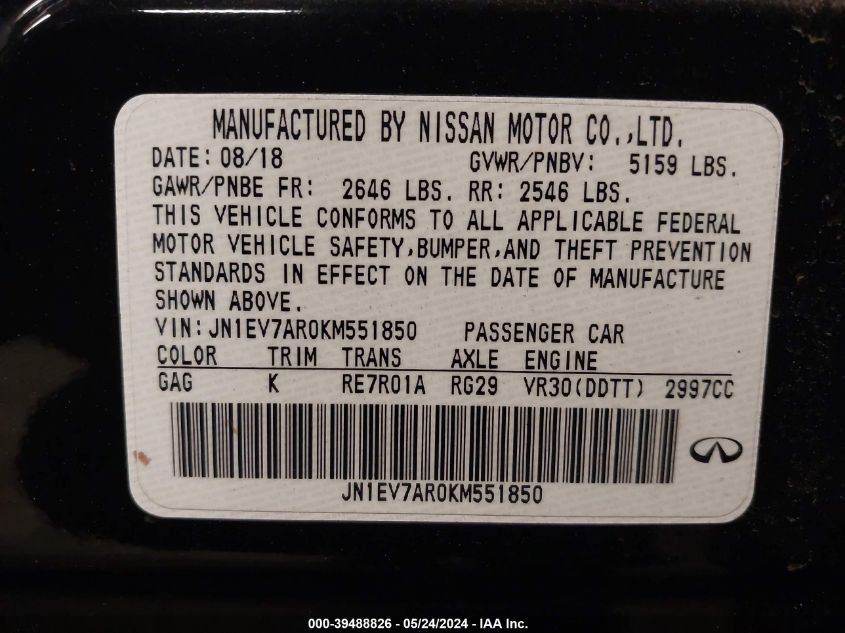 MANUFACTURED BY NISSAN MOTOR CO.,LTD.
DATE: 08/18 GVWR/PNBV: 5159 LBS.
GAWR/PNBE FR: 2646 LBS. RR: 2546 LBS.
THIS VEHICLE CONFORMS TO ALL APPLICABLE FEDERAL
MOTOR VEHICLE SAFETY,BUMPER,AND THEFT PREVENTION
STANDARDS IN EFFECT ON THE DATE OF MANUFACTURE
SHOWN ABOVE.
VIN:JN1EV7AR0KM551850 PASSENGER CAR
COLOR TRIM TRANS AXLE ENGINE
GAG K RE7R01A RG29 VR30(DDTT) 2997CC
JN1EV7AR0KM551850
000-39488826 - 05/24/2024 - IAA Inc.